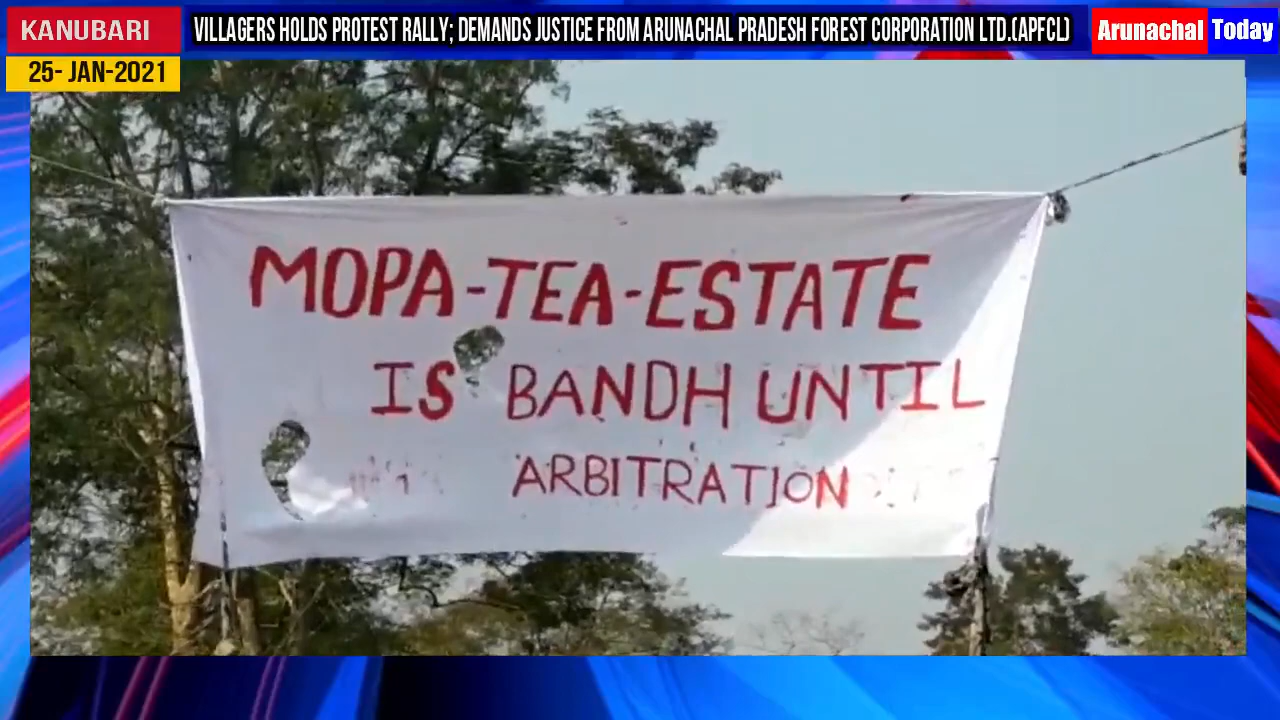 KANUBARI
VILLAGERS HOLDS PROTEST RALLY; DEMANDS JUSTICE FROM ARUNACHAL PRADESH FOREST CORPORATION LTD.(APFCL)
Arunachal Today
25- JAN-2021
MOPA-TEA-ESTATE
IS BANDH UNTIL
ARBITRATION